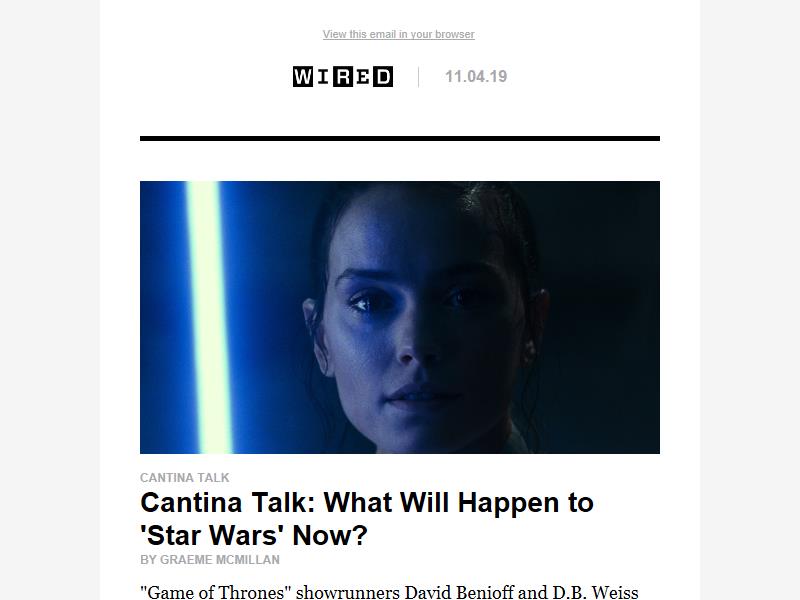 View this email in your browser
WIRED 11.04.19
CANTINA TALK
Cantina Talk: What Will Happen to
'Star Wars' Now?
BY GRAEME MCMILLAN
"Game of Thrones" showrunners David Benioff and D.B. Weiss